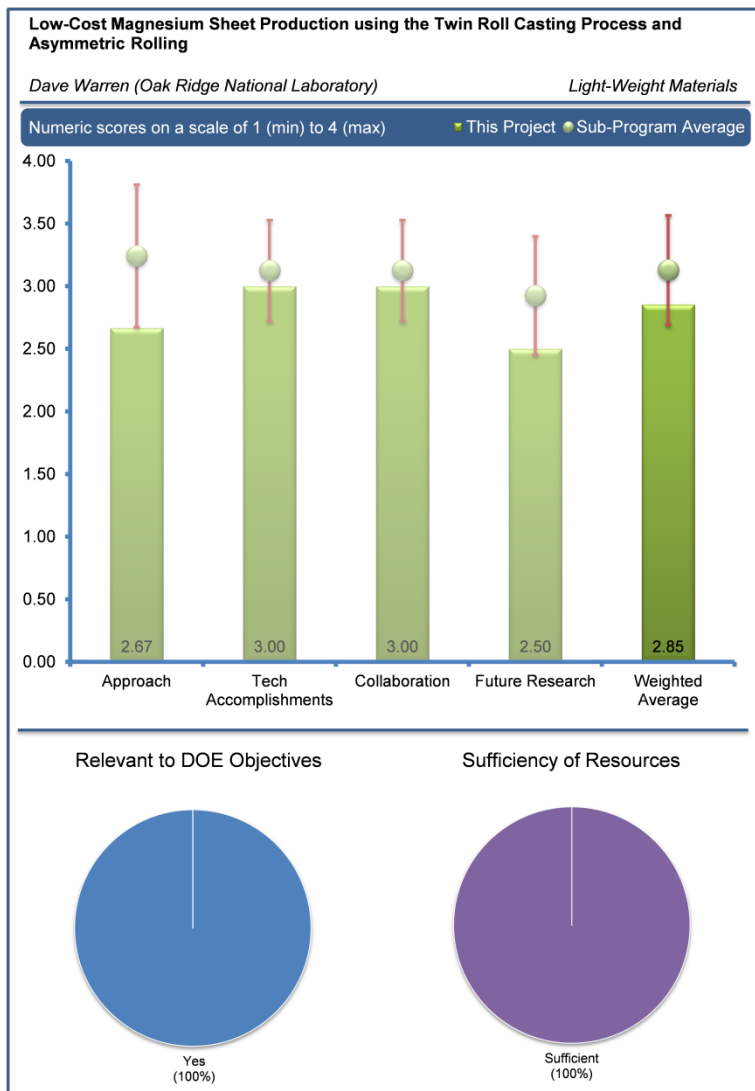 Low-Cost Magnesium Sheet Production using the Twin Roll Casting Process and
Asymmetric Rolling
Dave Warren (Oak Ridge National Laboratory) Light-Weight Materials
Numeric scores on a scale of 1 (min) to 4 (max) This Project Sub-Program Average
4.00
3.50
3.00
2.50
2.00
1.50
1.00
0.50
0.00
2.67 3.00 3.00 2.50 2.85
Approach Tech Collaboration Future Research Weighted
Accomplishments Average
Relevant to DOE Objectives Sufficiency of Resources
Yes Sufficient
(100%) (100%)